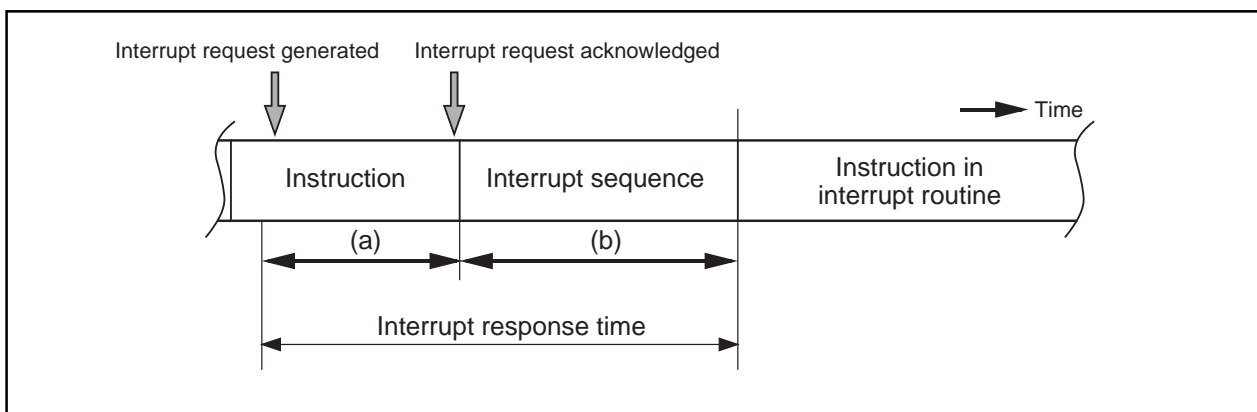 Interrupt request generated
Interrupt request acknowledged
Time
Instruction
Interrupt sequence
Instruction in
interrupt routine
(a)
(b)
Interrupt response time